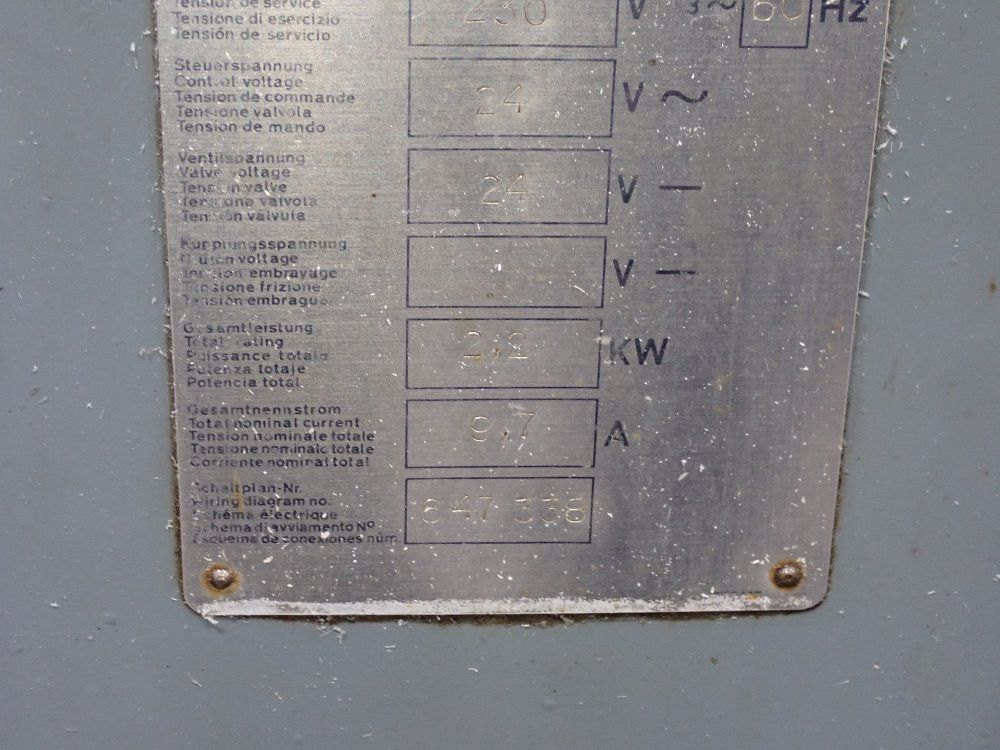 Tension de service
Tensione di esercizio
Tensión de servicio
230 V 3~ 60 Hz
Steuerspannung
Control voltage
Tension de commande
Tensione valvola
Tensión de mando
24 V ~
Ventilspannung
Valve voltage
Tension valve
Tensione valvola
Tensión valvula
24 V —
Kupplungsspannung
Clutch voltage
Tension embrayage
Tensione frizione
Tensión embrague
V —
Gesamtleistung
Total rating
Puissance totale
Potenza totale
Potencia total
2,2 KW
Gesamtnennstrom
Total nominal current
Tension nominale totale
Tensione nominale totale
Corriente nominal total
9,7 A
Schaltplan-Nr.
Wiring diagram no.
Schéma électrique
Schema di avviamento Nº
Esquema de conexiones núm.
647 338